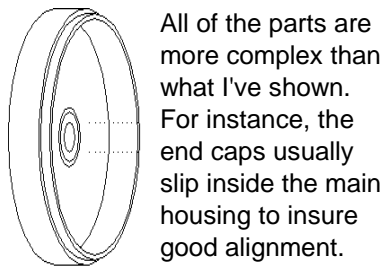 All of the parts are
more complex than
what I've shown.
For instance, the
end caps usually
slip inside the main
housing to insure
good alignment.